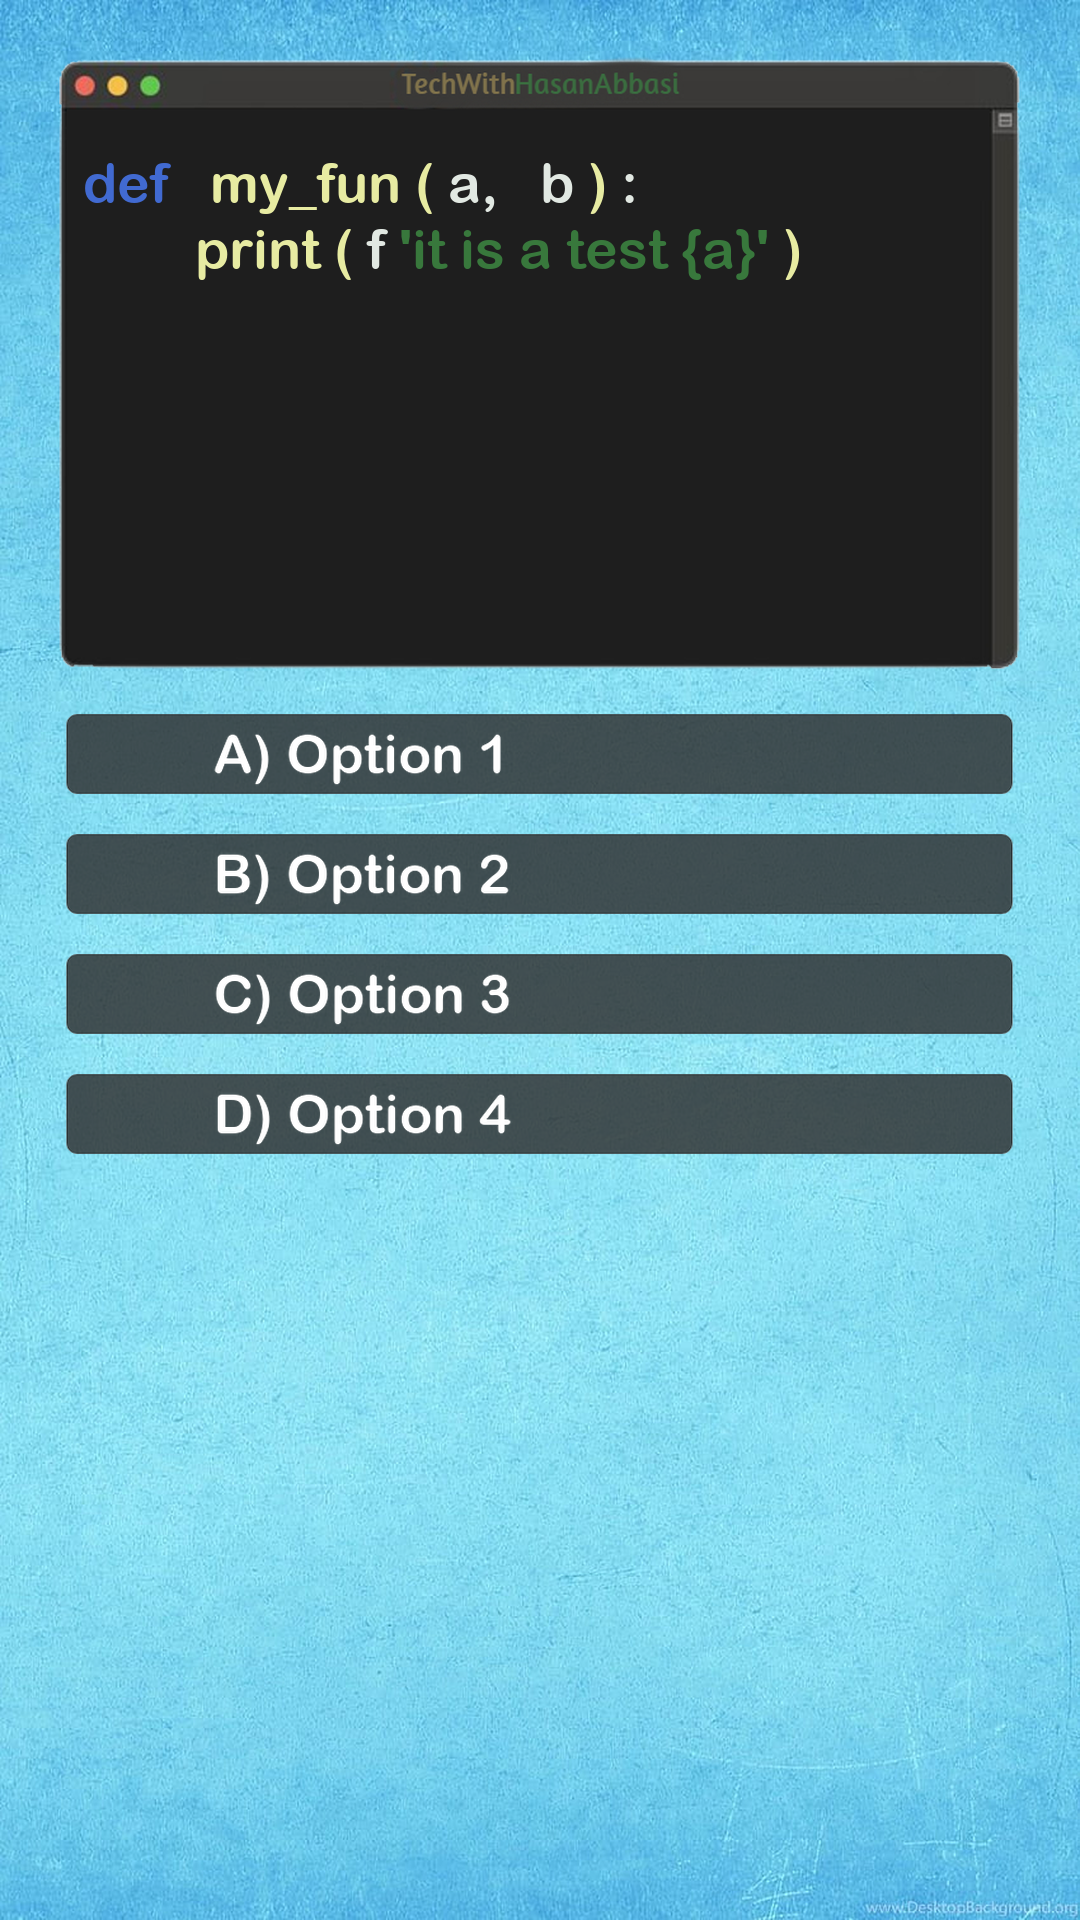 TechWithHasanAbbasi
def my_fun ( a, b ) :
print ( f 'it is a test {a}' )
A) Option 1
B) Option 2
C) Option 3
D) Option 4
www.DesktopBackground.org